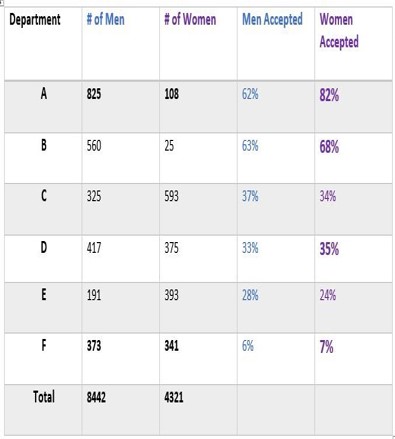 Department # of Men # of Women Men Accepted Women
Accepted
A 825 108 62% 82%
B 560 25 63% 68%
C 325 593 37% 34%
D 417 375 33% 35%
E 191 393 28% 24%
F 373 341 6% 7%
Total 8442 4321